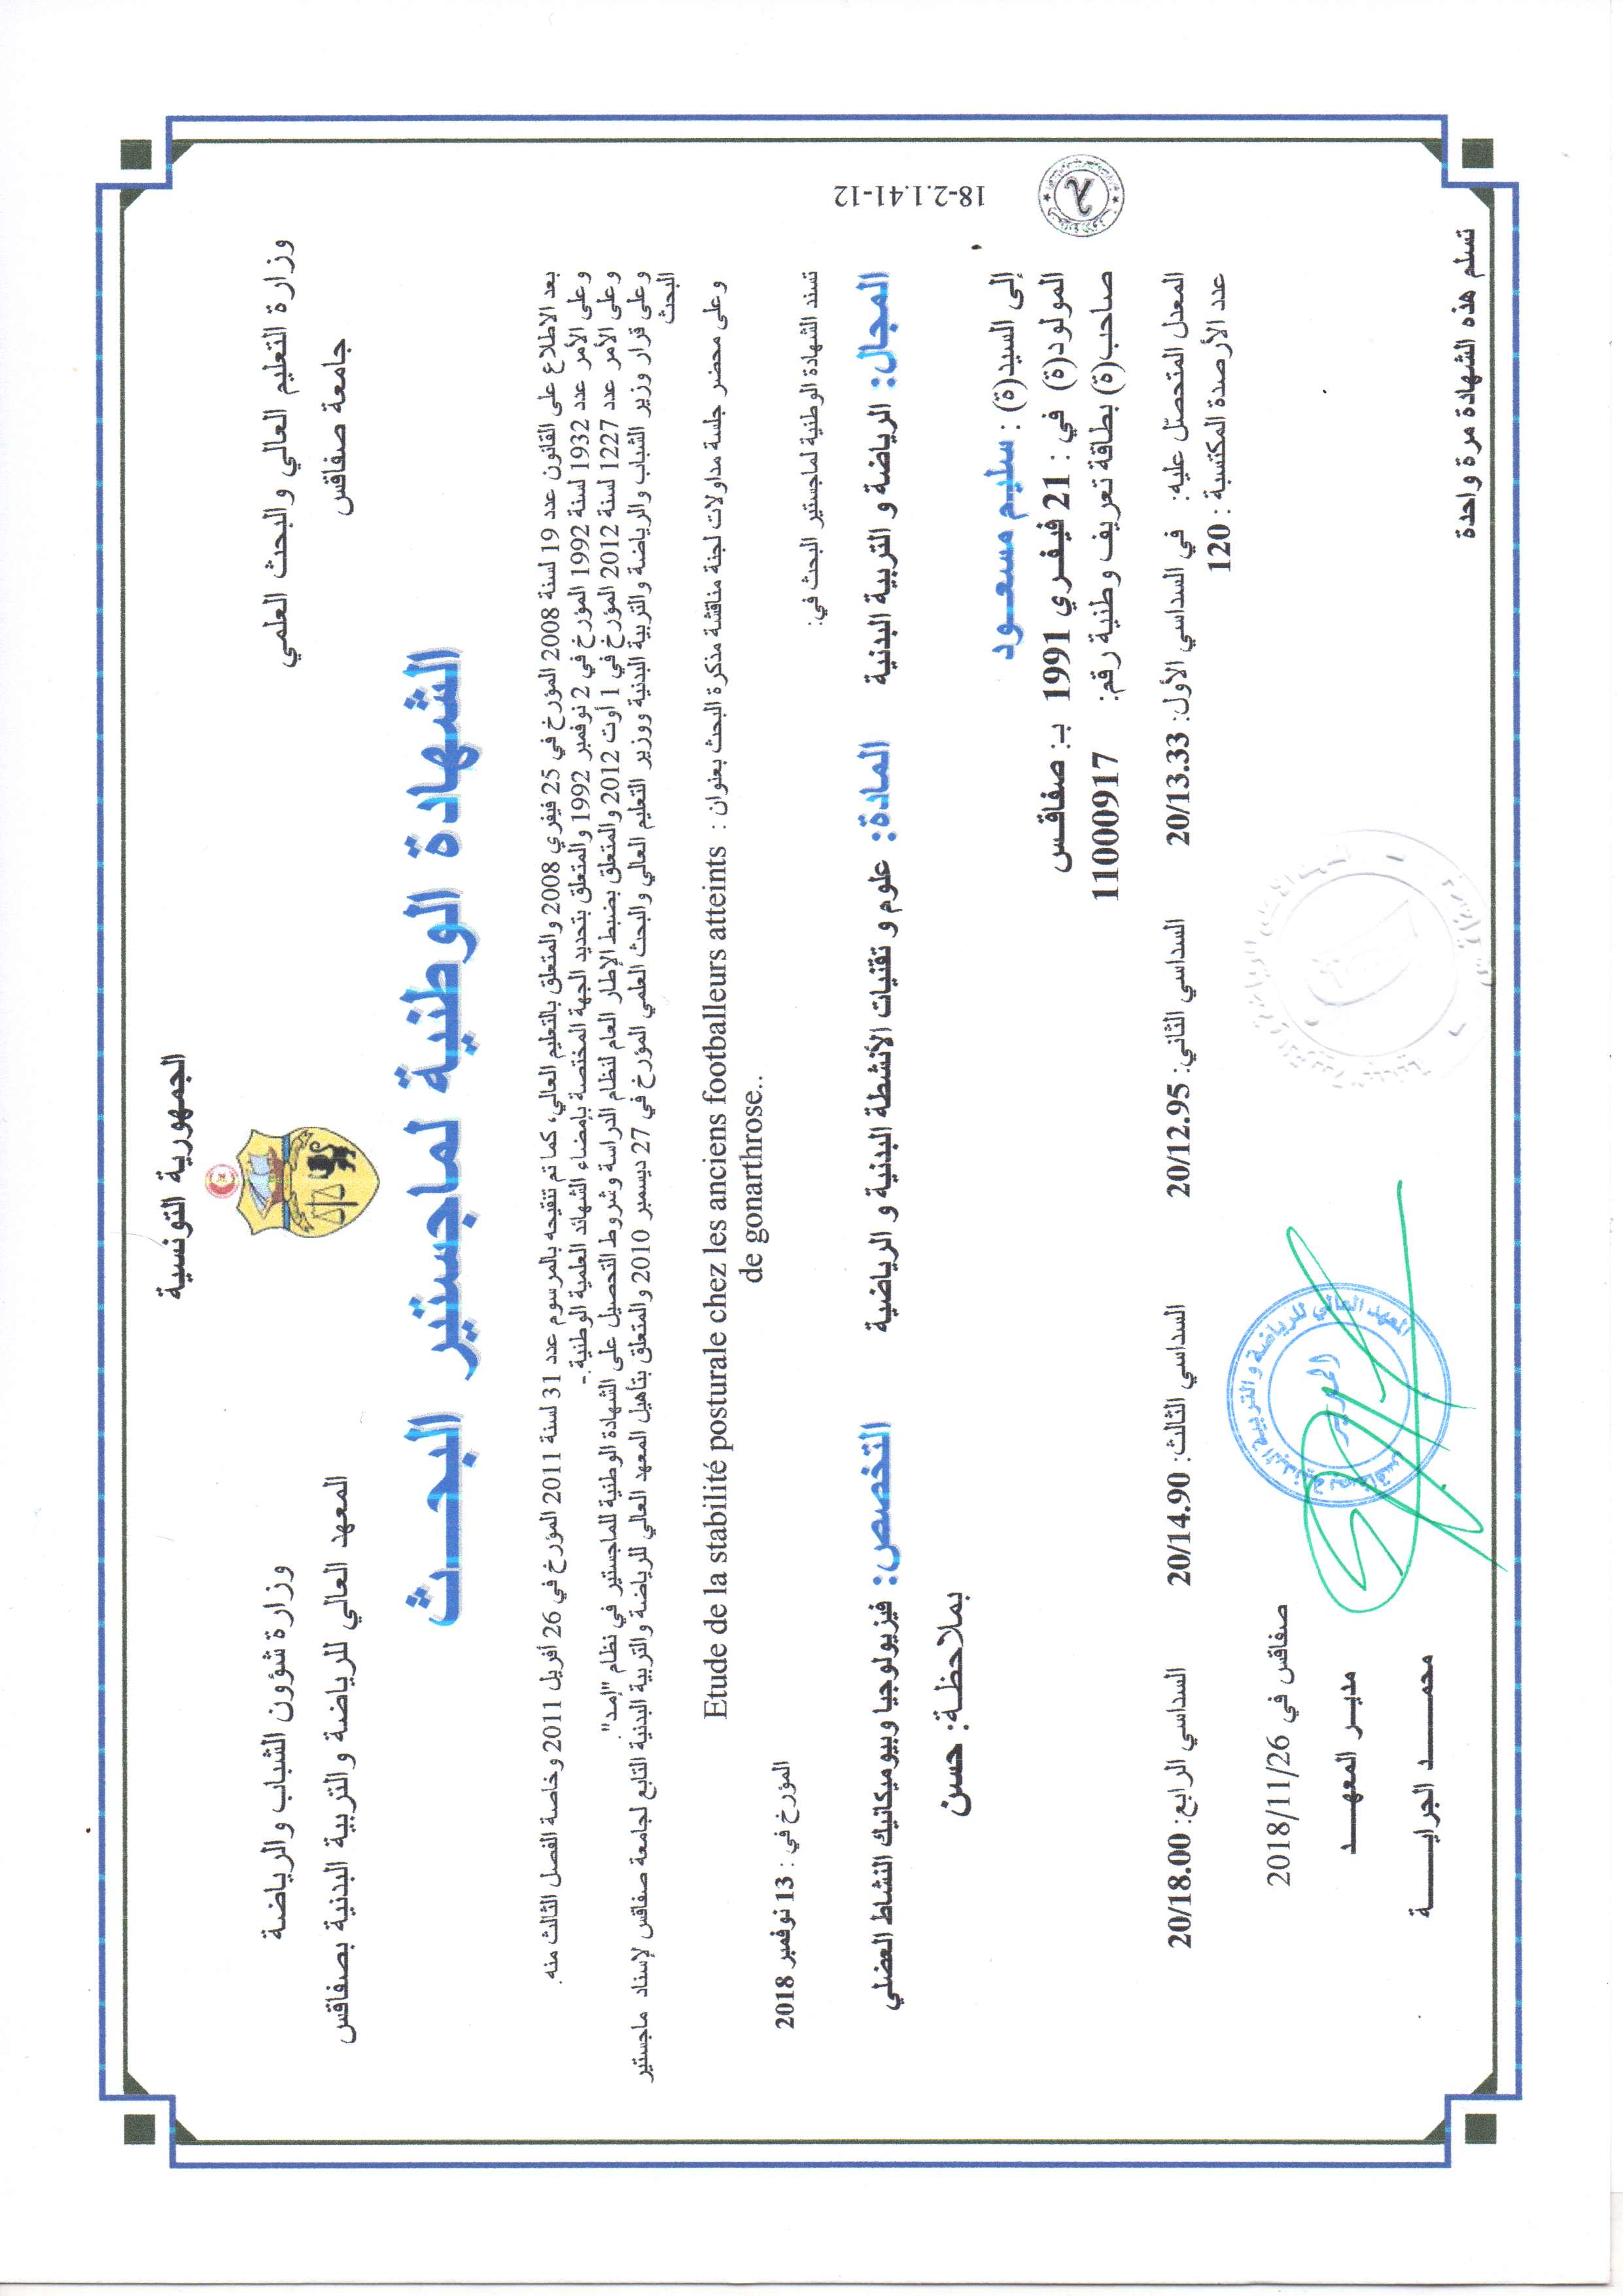 الجمهورية التونسية
وزارة التعليم العالي والبحث العلمي
جامعة صفاقس
وزارة شؤون الشباب والرياضة
المعهد العالي للرياضة والتربية البدنية بصفاقس
الشهادة الوطنية لماجستير البحـــث
بعد الاطلاع على القانون عدد 19 لسنة 2008 المؤرخ في 25 فيفري 2008 والمتعلق بالتعليم العالي، كما تم تنقيحه بالمرسوم عدد 31 لسنة 2011 المؤرخ في 26 أفريل 2011 وخاصة الفصل الثالث منه.
وعلى الأمر عدد 1932 لسنة 1992 المؤرخ في 2 نوفمبر 1992 والمتعلق بتحديد الجهة المختصة بإمضاء الشهائد العلمية الوطنية.-
وعلى الأمر عدد 1227 لسنة 2012 المؤرخ في 1 أوت 2012 والمتعلق بضبط الإطار العام لنظام الدراسة وشروط التحصيل على الشهادة الوطنية للماجستير في نظام "إمـد".
وعلى قرار وزير الشباب والرياضة والتربية البدنية ووزير التعليم العالي والبحث العلمي المؤرخ في 27 ديسمبر 2010 والمتعلق بتأهيل المعهد العالي للرياضة والتربية البدنية التابع لجامعة صفاقس لإسناد ماجستير
البحث
وعلى محضر جلسة مداولات لجنة مناقشة مذكرة البحث بعنوان : Etude de la stabilité posturale chez les anciens footballeurs atteints
de gonarthrose..
المؤرخ في : 13 نوفمبر 2018
تسند الشهادة الوطنية لماجستير البحث في:
المجال: الرياضة و التربية البدنية المادة: علوم و تقنيات الأنشطة البدنية و الرياضية التخصص: فيزيولوجيا وبيوميكانيك النشاط العضلي
بملاحظـة: حسن
إلى السيد(ة) : سليم مسعـــود
المولود(ة) في : 21 فيفــري 1991 بـ: صفاقــس
صاحب(ة) بطاقة تعريف وطنية رقم: 11000917
المعدل المتحصّل عليه: في السداسي الأول: 20/13.33 السداسي الثاني: 20/12.95 السداسي الثالث: 20/14.90 السداسي الرابع: 20/18.00
عدد الأرصدة المكتسبة : 120
صفاقس في 2018/11/26
مديــر المعهــــد
محمـــــــد الجرايـــــــة
المعهد العالي للرياضة و التربية البدنية بصفاقس
المدير
18-2.1.41-12
تسلم هذه الشهادة مرة واحدة